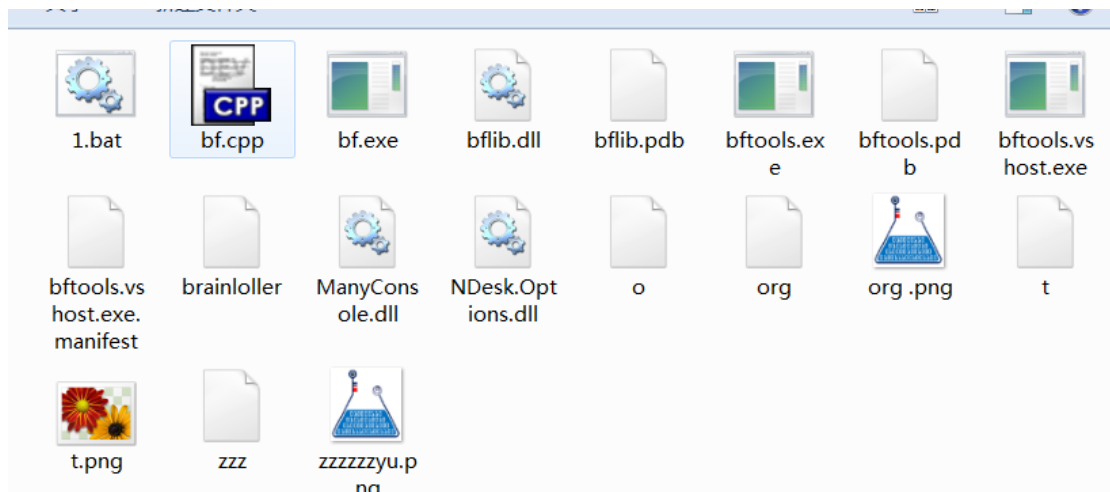 1.bat
CPP
bf.cpp
bf.exe
bflib.dll
bflib.pdb
bftools.ex
e
bftools.pd
b
bftools.vs
host.exe
bftools.vs
host.exe.
manifest
brainloller
ManyCons
ole.dll
NDesk.Opt
ions.dll
o
org
org .png
t
t.png
zzz
zzzzzzyu.p
ng